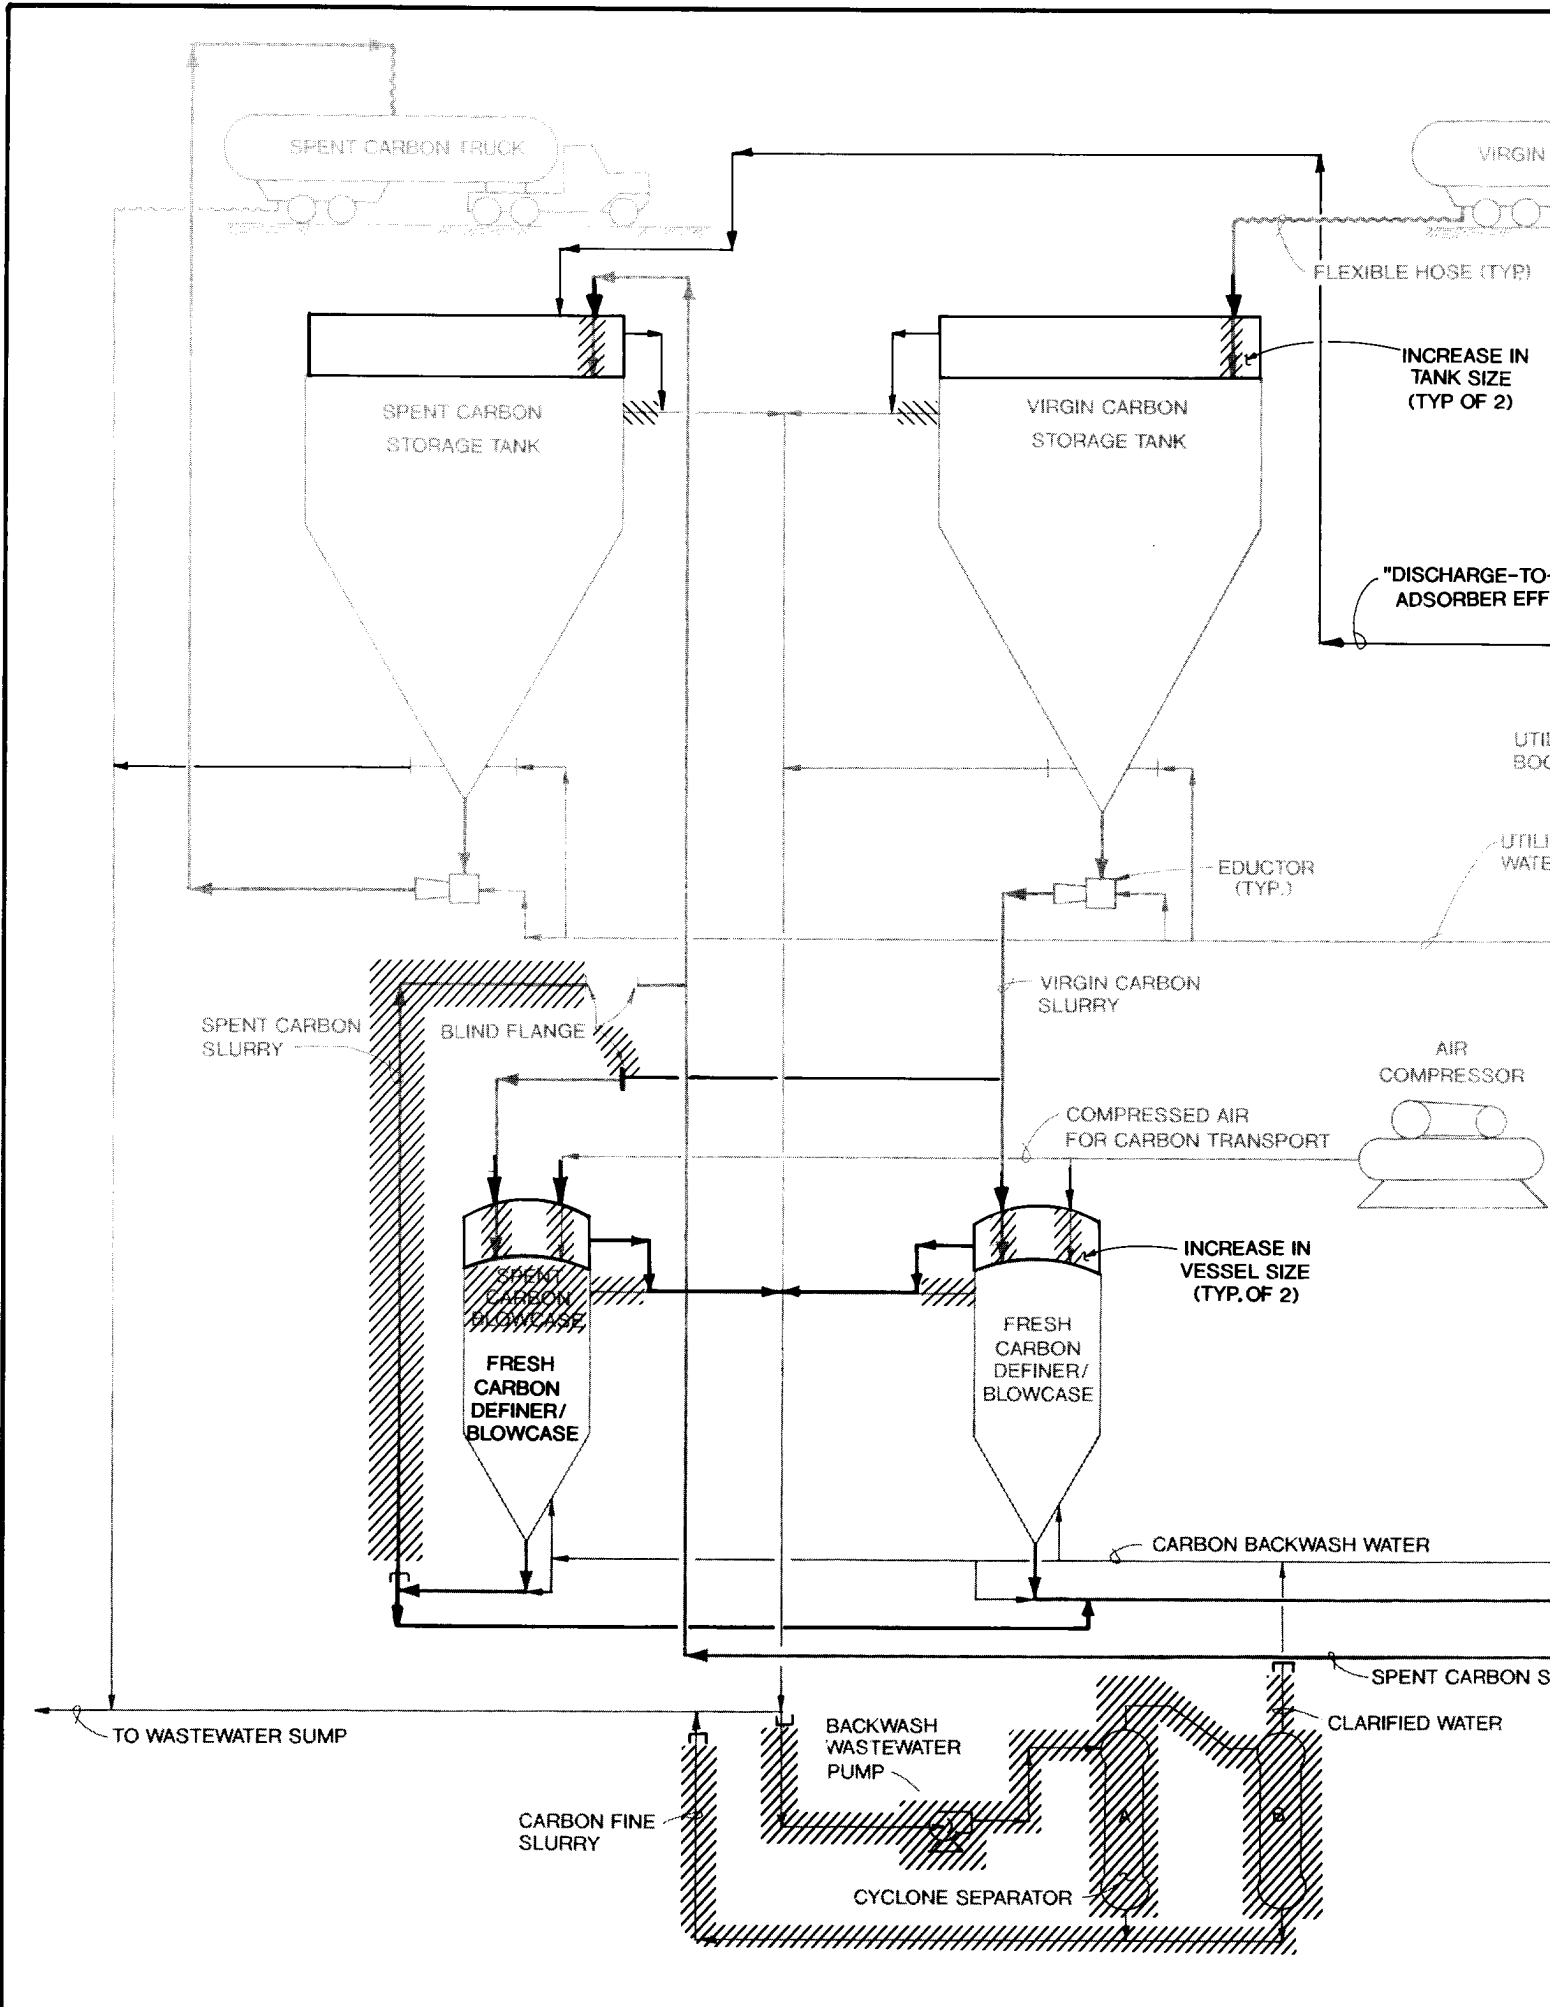 SPENT CARBON TRUCK
VIRGIN
FLEXIBLE HOSE (TYP)
INCREASE IN
TANK SIZE
(TYP OF 2)
SPENT CARBON
STORAGE TANK
VIRGIN CARBON
STORAGE TANK
"DISCHARGE-TO-
ADSORBER EFF
UTIL
BOO
UTILI
WATE
EDUCTOR
(TYP.)
VIRGIN CARBON
SLURRY
SPENT CARBON
SLURRY
BLIND FLANGE
AIR
COMPRESSOR
COMPRESSED AIR
FOR CARBON TRANSPORT
INCREASE IN
VESSEL SIZE
(TYP. OF 2)
SPENT
CARBON
BLOWCASE
FRESH
CARBON
DEFINER/
BLOWCASE
FRESH
CARBON
DEFINER/
BLOWCASE
CARBON BACKWASH WATER
SPENT CARBON S
TO WASTEWATER SUMP
BACKWASH
WASTEWATER
PUMP
CLARIFIED WATER
CARBON FINE
SLURRY
A
B
CYCLONE SEPARATOR